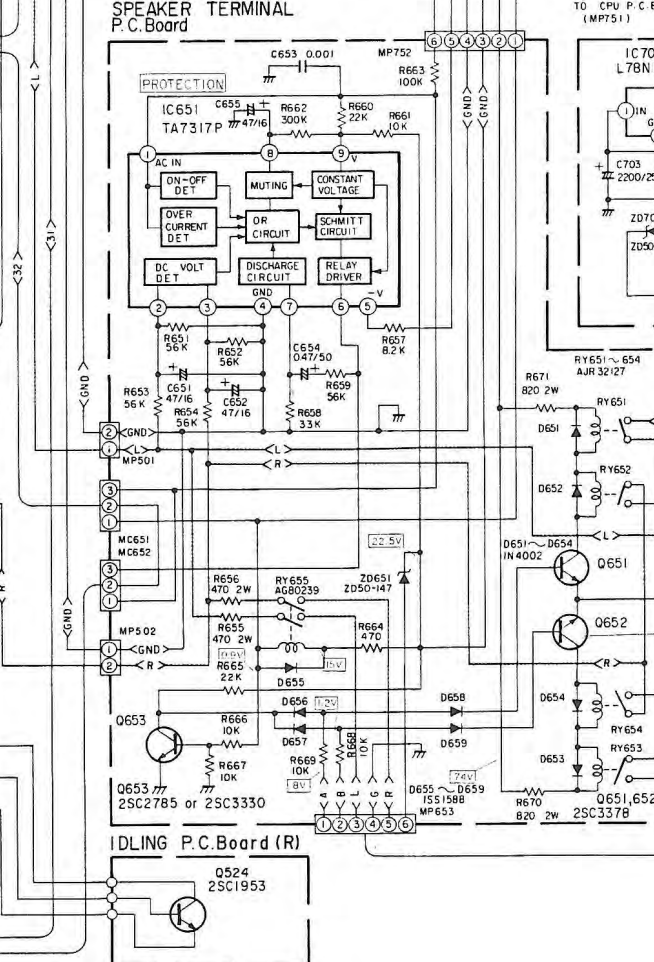 SPEAKER TERMINAL
P.C.Board
TO CPU P.C.B
(MP751)
6 5 4 3 2 1
MP752
C653 0.001
R663
100K
PROTECTION
IC651
TA7317P
C655 +
47/16
R662
300K
R660
22K
R661
10K
<GND>
<GND>
IC70
L78N
1 IN
G
+ C703
2200/25
ZD70
ZD50
<L>
<31>
<32>
<GND>
1 8 9
AC IN
V
ON-OFF
DET
MUTING
CONSTANT
VOLTAGE
OVER
CURRENT
DET
OR
CIRCUIT
SCHMITT
CIRCUIT
DC VOLT
DET
DISCHARGE
CIRCUIT
RELAY
DRIVER
GND
-V
2 3 4 7 6 5
R651
56K
R652
56K
C654
0.47/50
+
R657
8.2K
R659
56K
+
C651
47/16
+
C652
47/16
R653
56K
R654
56K
R658
33K
RY651~654
AJR32127
R671
820 2W
RY651
D651
RY652
D652
2 <GND>
1 <L>
<L>
<R>
MP501
3
2
1
MC651
MC652
3
2
1
<L>
D651~D654
IN4002
Q651
Q652
22.5V
R656
470 2W
RY655
AG80239
ZD651
ZD50-147
R655
470 2W
R664
470
MP502
1 <GND>
2 <R>
<GND>
R
0.9V
R665
22K
15V
D655
<R>
D656
1.2V
D658
D657
D659
Q653
R666
10K
R667
10K
R669
10K
R668
10K
8V
A B L G R
74V
D654
RY654
RY653
D653
Q653
2SC2785 or 2SC3330
D655~D659
ISS1588
MP653
1 2 3 4 5 6
R670
820 2W
Q651,652
2SC3378
IDLING P.C.Board (R)
Q524
2SC1953